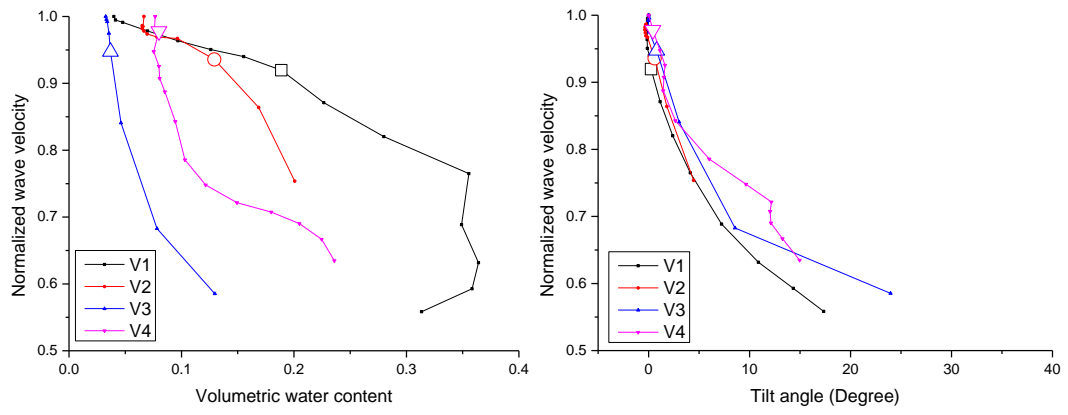 Normalized wave velocity
1.0
0.9
0.8
0.7
0.6
0.5
V1
V2
V3
V4
0.0
0.1
0.2
0.3
0.4
Volumetric water content
Normalized wave velocity
1.0
0.9
0.8
0.7
0.6
0.5
V1
V2
V3
V4
0
10
20
30
40
Tilt angle (Degree)